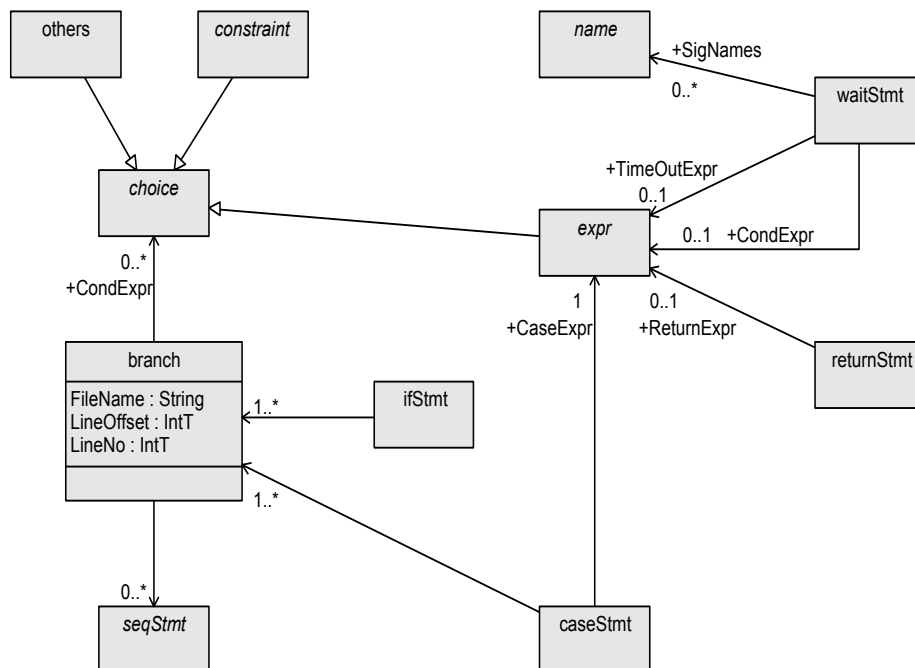 others
constraint
name
+SigNames
0..*
waitStmt
choice
+TimeOutExpr
0..1
expr
0..1 +CondExpr
0..*
+CondExpr
1
+CaseExpr
0..1
+ReturnExpr
branch
returnStmt
FileName : String
LineOffset : IntT
LineNo : IntT
1..*
ifStmt
1..*
0..*
seqStmt
caseStmt